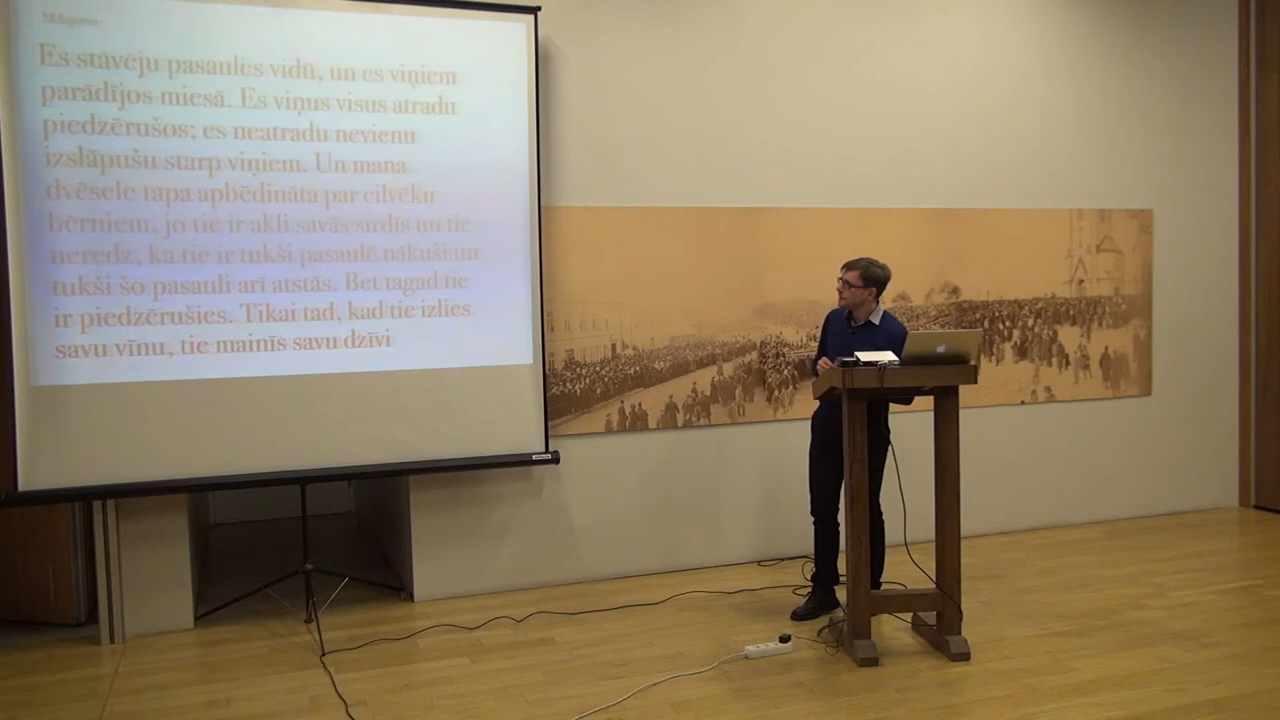 Es stāvēju pasaules vidū, un es viņiem
parādījos miesā. Es viņus visus atradu
piedzērušos; es neatradu nevienu
izslāpušu starp viņiem. Un mana
dvēsele tapa apbēdināta par cilvēku
bērniem, jo tie ir akli savās sirdīs un tie
neredz, ka tie ir tukši pasaulē nākuši un
tukši šo pasauli arī atstās. Bet tagad tie
ir piedzērušies. Tikai tad, kad tie izlies
savu vīnu, tie mainīs savu dzīvi